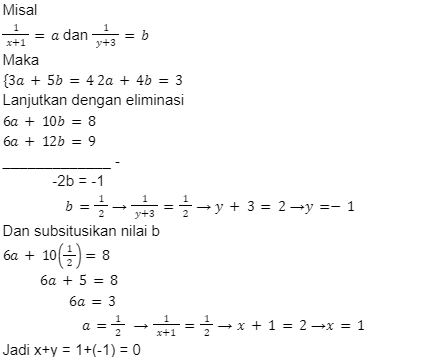 Misal
1/(x+1) = a dan 1/(y+3) = b
Maka
{3a + 5b = 4 2a + 4b = 3
Lanjutkan dengan eliminasi
6a + 10b = 8
6a + 12b = 9
______________ -
-2b = -1
b = 1/2 → 1/(y+3) = 1/2 → y + 3 = 2 →y =− 1
Dan subsitusikan nilai b
6a + 10(1/2) = 8
6a + 5 = 8
6a = 3
a = 1/2 → 1/(x+1) = 1/2 → x + 1 = 2 →x = 1
Jadi x+y = 1+(-1) = 0